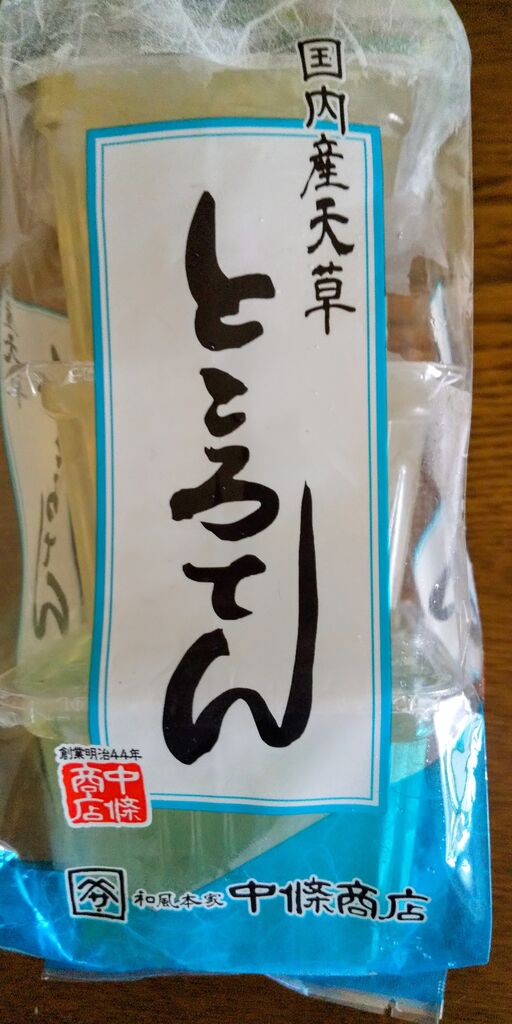 国内産天草
ところてん
創業明治44年
中條
商店
和風本家 中條商店